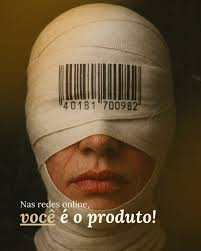 40181 700982
Nas redes online,
você é o produto!